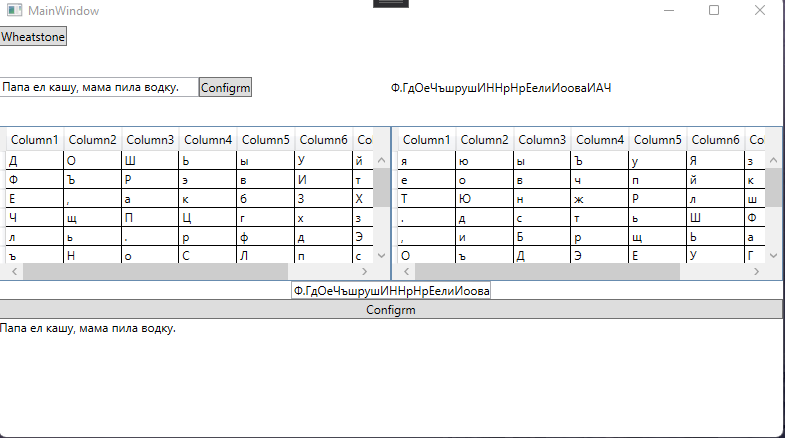 MainWindow
Wheatstone
Папа ел кашу, мама пила водку. Configrm Ф.ГдОеЧъшрушИННрНрЕелиИооваИАЧ
Column1 Column2 Column3 Column4 Column5 Column6 Co Column1 Column2 Column3 Column4 Column5 Column6 Co
Д О Ш Ь ы У й я ю ы Ъ у Я з
Ф Ъ Р э в И т е о в ч п й к
Е , а к б З Х Т Ю н ж Р л ш
Ч щ П Ц г х з . д с т ь Ш Ф
л ь . р ф д Э , и Б р щ Ь а
ъ Н о С Л п с О ъ Д Э Е У Г
Ф.ГдОеЧъшрушИННрНрЕелиИоова
Configrm
Папа ел кашу, мама пила водку.